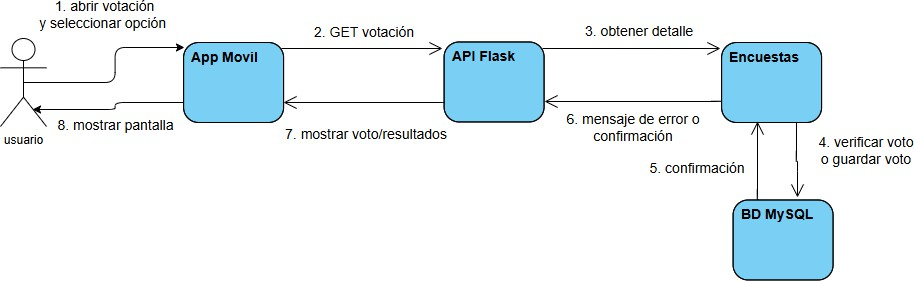 1. abrir votación
y seleccionar opción
2. GET votación
3. obtener detalle
App Movil
API Flask
Encuestas
usuario
8. mostrar pantalla
7. mostrar voto/resultados
6. mensaje de error o
confirmación
4. verificar voto
o guardar voto
5. confirmación
BD MySQL